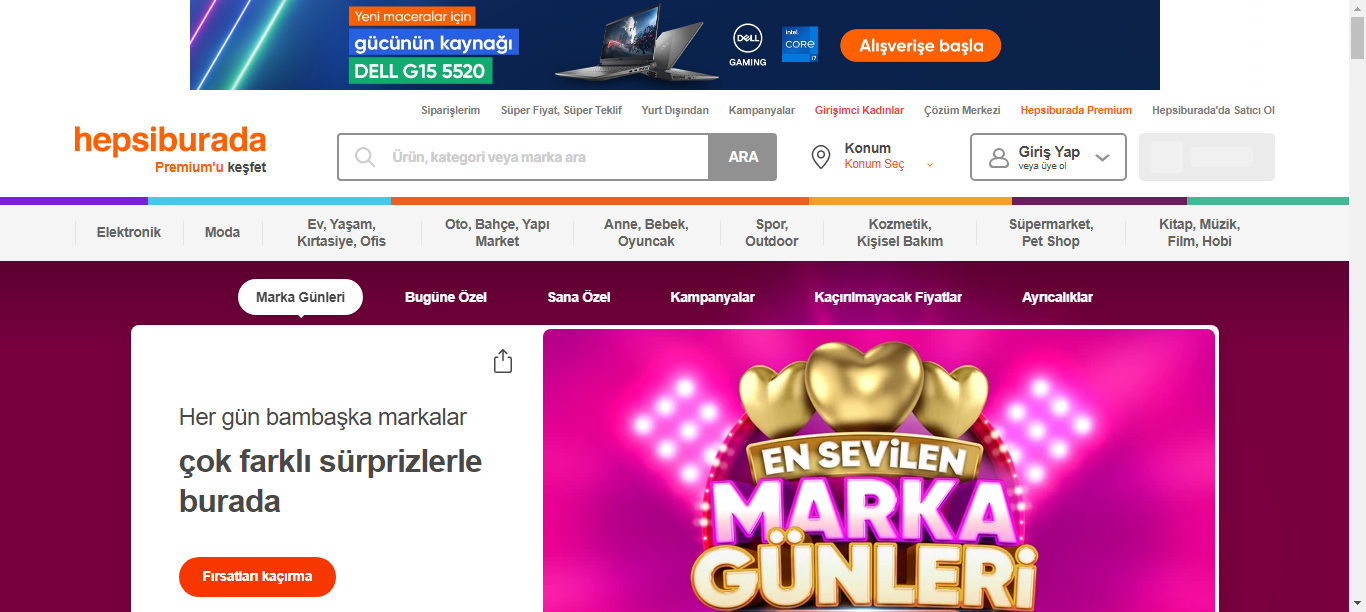 Yeni maceralar için
gücünün kaynağı
DELL G15 5520
DELL
GAMING
intel
CORE
i7
Alışverişe başla
Siparişlerim
Süper Fiyat, Süper Teklif
Yurt Dışından
Kampanyalar
Girişimci Kadınlar
Çözüm Merkezi
Hepsiburada Premium
Hepsiburada'da Satıcı Ol
hepsiburada
Premium'u keşfet
Ürün, kategori veya marka ara
ARA
Konum
Konum Seç
Giriş Yap
veya üye ol
Elektronik
Moda
Ev, Yaşam,
Kırtasiye, Ofis
Oto, Bahçe, Yapı
Market
Anne, Bebek,
Oyuncak
Spor,
Outdoor
Kozmetik,
Kişisel Bakım
Süpermarket,
Pet Shop
Kitap, Müzik,
Film, Hobi
Marka Günleri
Bugüne Özel
Sana Özel
Kampanyalar
Kaçırılmayacak Fiyatlar
Ayrıcalıklar
Her gün bambaşka markalar
çok farklı sürprizlerle
burada
Fırsatları kaçırma
EN SEVİLEN
MARKA
GÜNLERİ